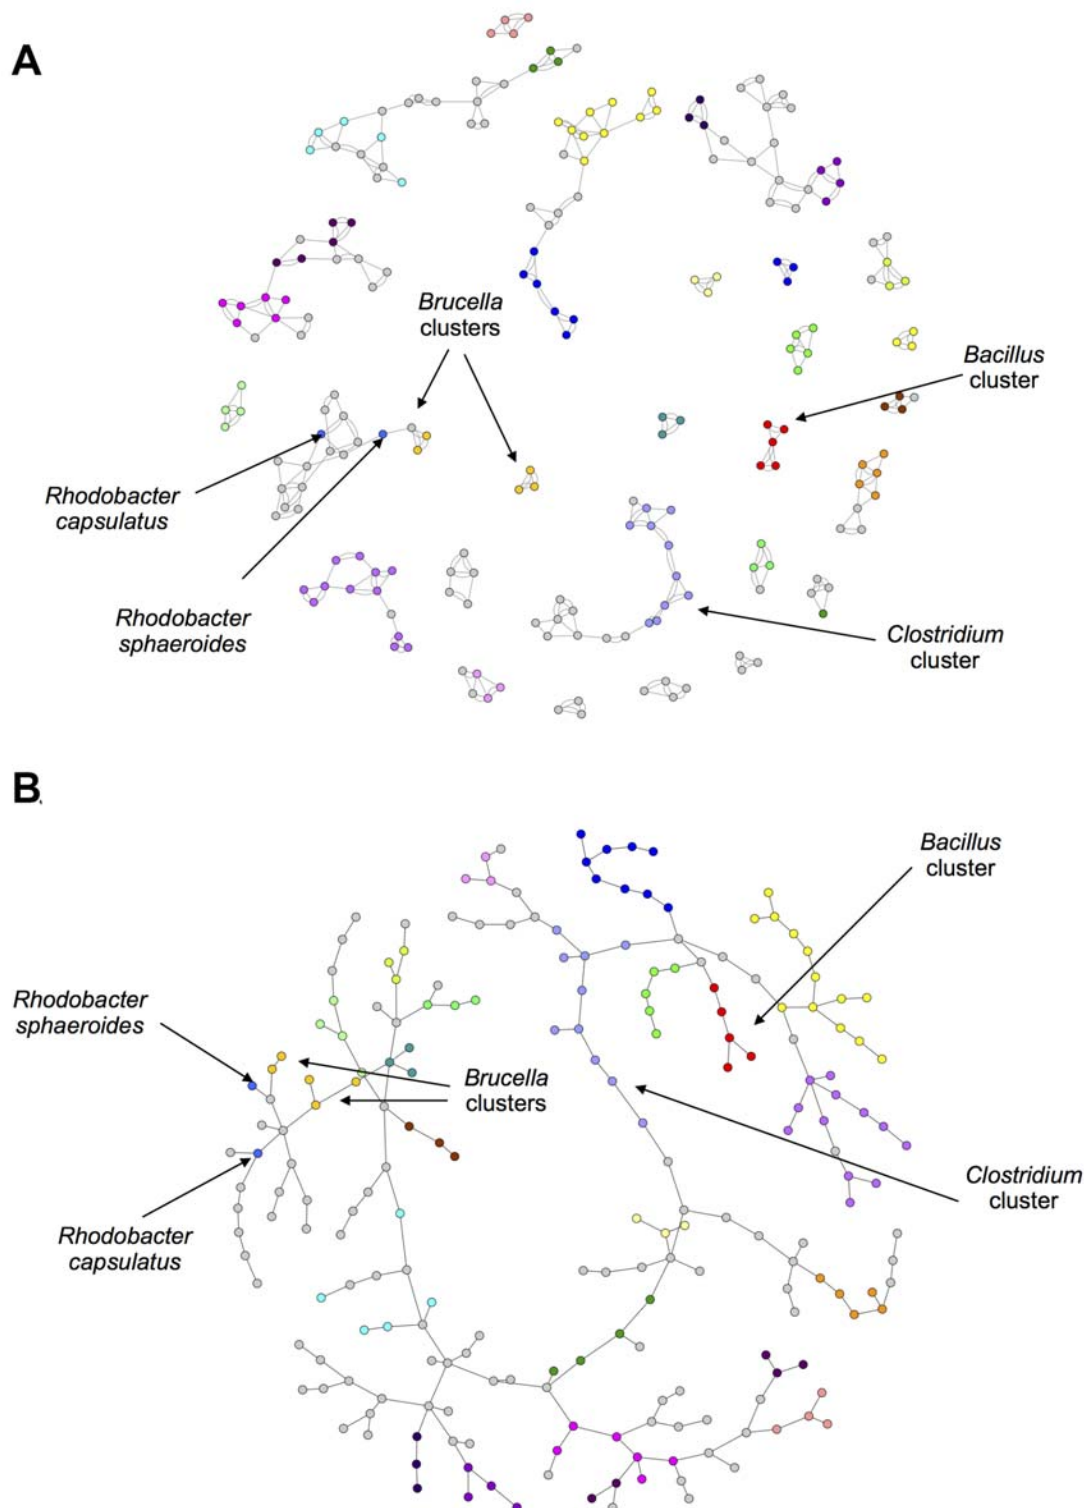 A
Brucella
clusters
Bacillus
cluster
Rhodobacter
capsulatus
Rhodobacter
sphaeroides
Clostridium
cluster
B
Bacillus
cluster
Rhodobacter
sphaeroides
Brucella
clusters
Clostridium
cluster
Rhodobacter
capsulatus